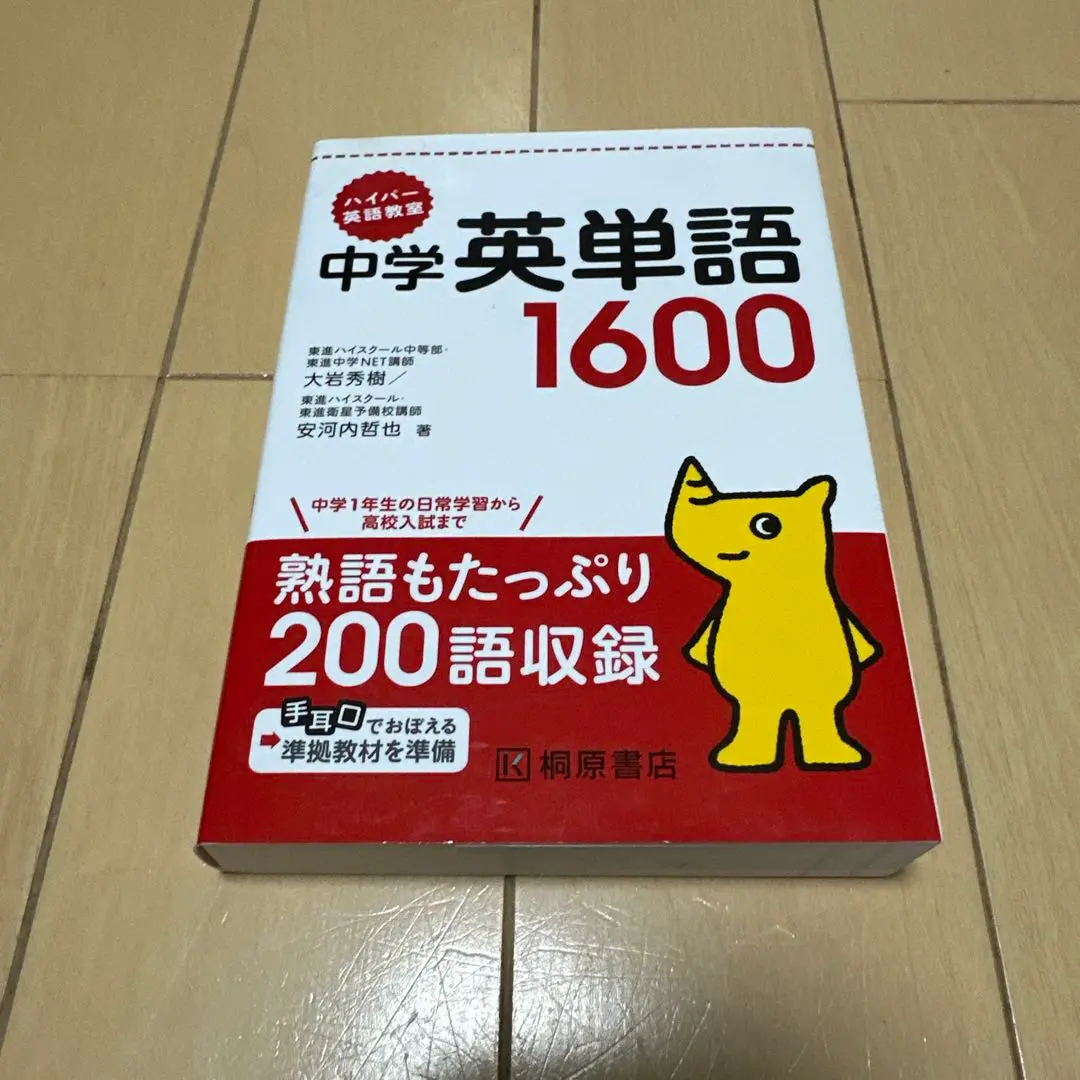 ハイパー
英語教室
中学英単語
1600
東進ハイスクール中等部・
東進中学NET講師
大岩秀樹／
東進ハイスクール・
東進衛星予備校講師
安河内哲也 著
中学1年生の日常学習から
高校入試まで
熟語もたっぷり
200語収録
手耳口でおぼえる
➡準拠教材を準備
桐原書店